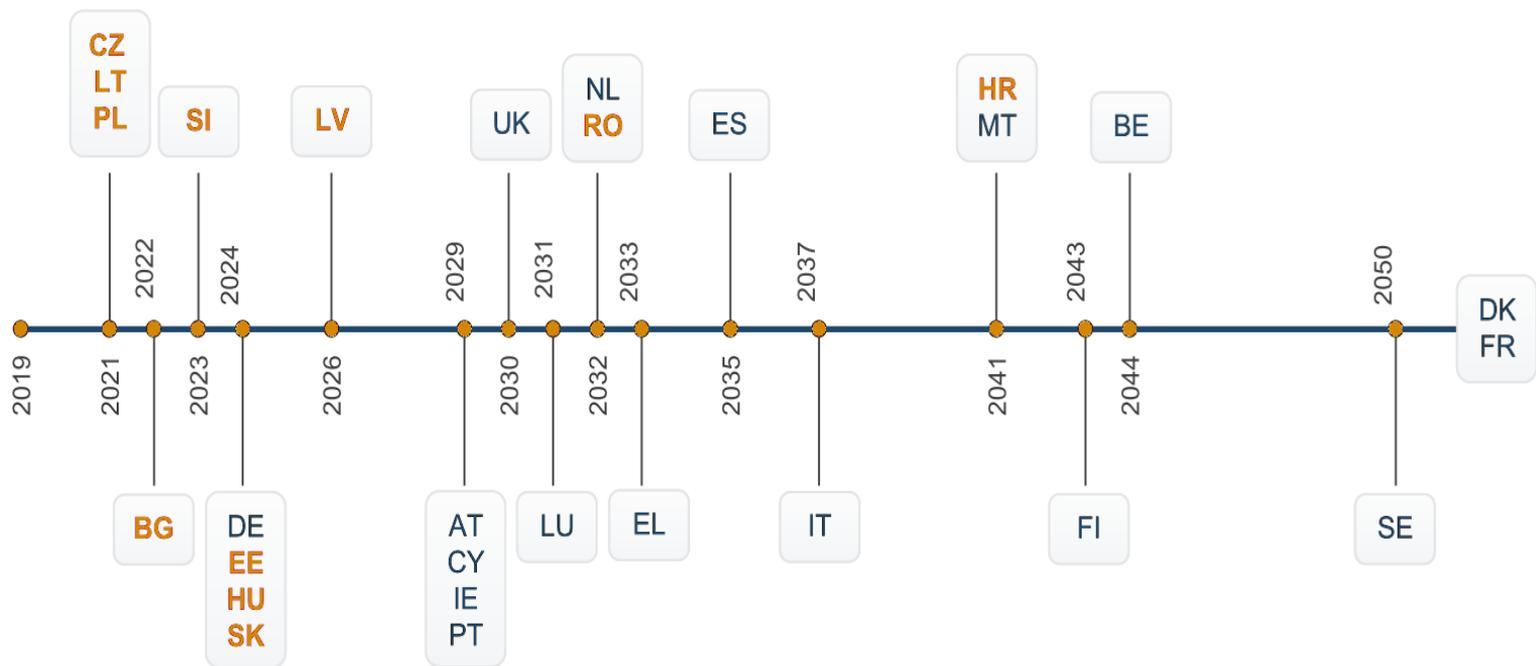 CZ
LT
PL
SI
LV
UK
NL
RO
ES
HR
MT
BE
2022
2024
2029
2031
2033
2037
2043
2050
DK
FR
2019
2021
2023
2026
2030
2032
2035
2041
2044
BG
DE
EE
HU
SK
AT
CY
IE
PT
LU
EL
IT
FI
SE